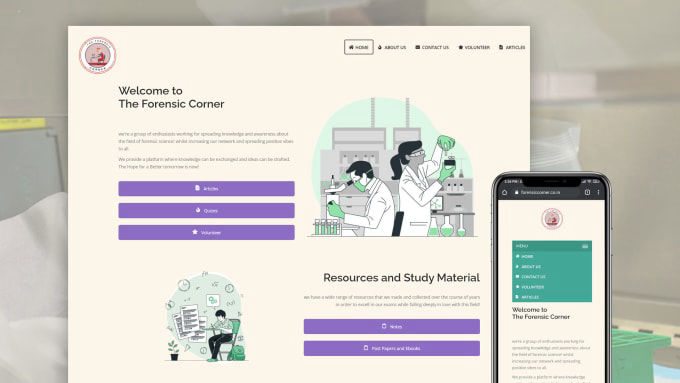 HOME ABOUT US CONTACT US VOLUNTEER ARTICLES
Welcome to
The Forensic Corner
we're a group of enthusiasts working for spreading knowledge and awareness about
the field of forensic science! whilst increasing our network and spreading positive vibes
to all.
We provide a platform where knowledge can be exchanged and ideas can be drafted.
The Hope for a Better tomorrow is now!
Articles
Quizes
Volunteer
Resources and Study Material
we have a wide range of resources that we made and collected over the course of years
in order to excell in our exams while falling deeply in love with this field!
Notes
Past Papers and Ebooks
forensiccorner.co.in
MENU
HOME
ABOUT US
CONTACT US
VOLUNTEER
ARTICLES
Welcome to
The Forensic Corner
we're a group of enthusiasts working for
spreading knowledge and awareness about
the field of forensic science! whilst
increasing our network and spreading
positive vibes to all.
We provide a platform where knowledge